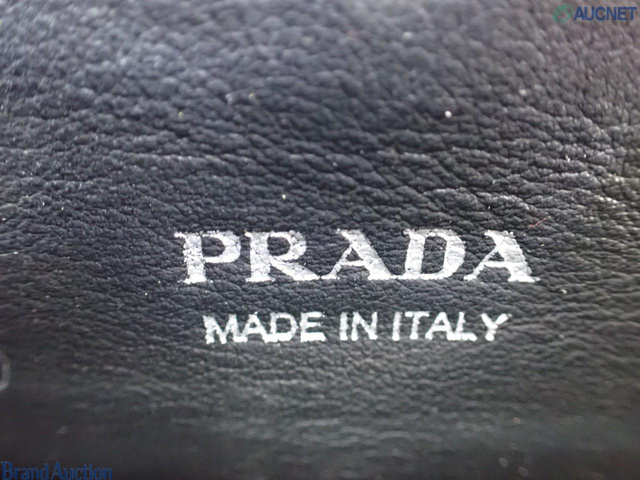 AUCNET
PRADA
MADE IN ITALY
Brand Auction